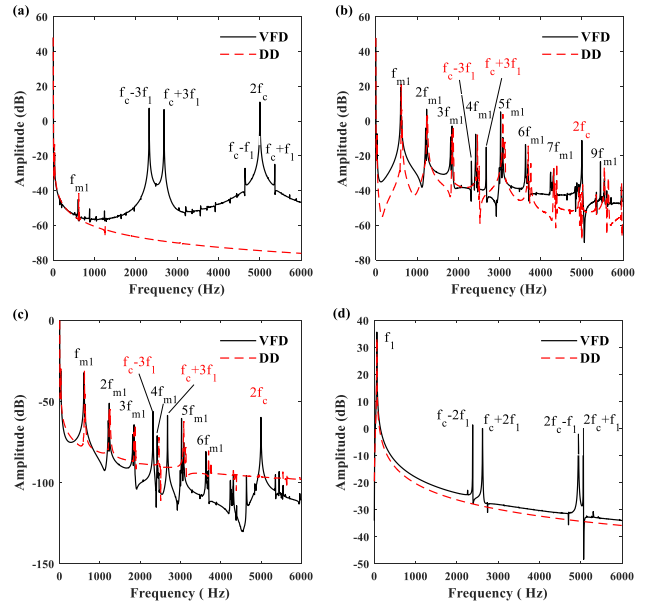 (a)
60
40
20
0
-20
-40
-60
-80
0 1000 2000 3000 4000 5000 6000
Amplitude (dB)
Frequency (Hz)
VFD
DD
f_m1
f_c-3f_1
f_c+3f_1
2f_c
f_c-f_1
f_c+f_1
(b)
60
40
20
0
-20
-40
-60
-80
0 1000 2000 3000 4000 5000 6000
Amplitude (dB)
Frequency (Hz)
VFD
DD
f_m1
2f_m1
3f_m1
f_c-3f_1
4f_m1
f_c+3f_1
5f_m1
6f_m1
7f_m1
2f_c
9f_m1
(c)
0
-50
-100
-150
0 1000 2000 3000 4000 5000 6000
Amplitude (dB)
Frequency ( Hz)
VFD
DD
f_m1
2f_m1
3f_m1
f_c-3f_1
4f_m1
f_c+3f_1
5f_m1
6f_m1
2f_c
(d)
40
30
20
10
0
-10
-20
-30
-40
-50
0 1000 2000 3000 4000 5000 6000
Amplitude (dB)
Frequency (Hz)
VFD
DD
f_1
f_c-2f_1
f_c+2f_1
2f_c-f_1
2f_c+f_1